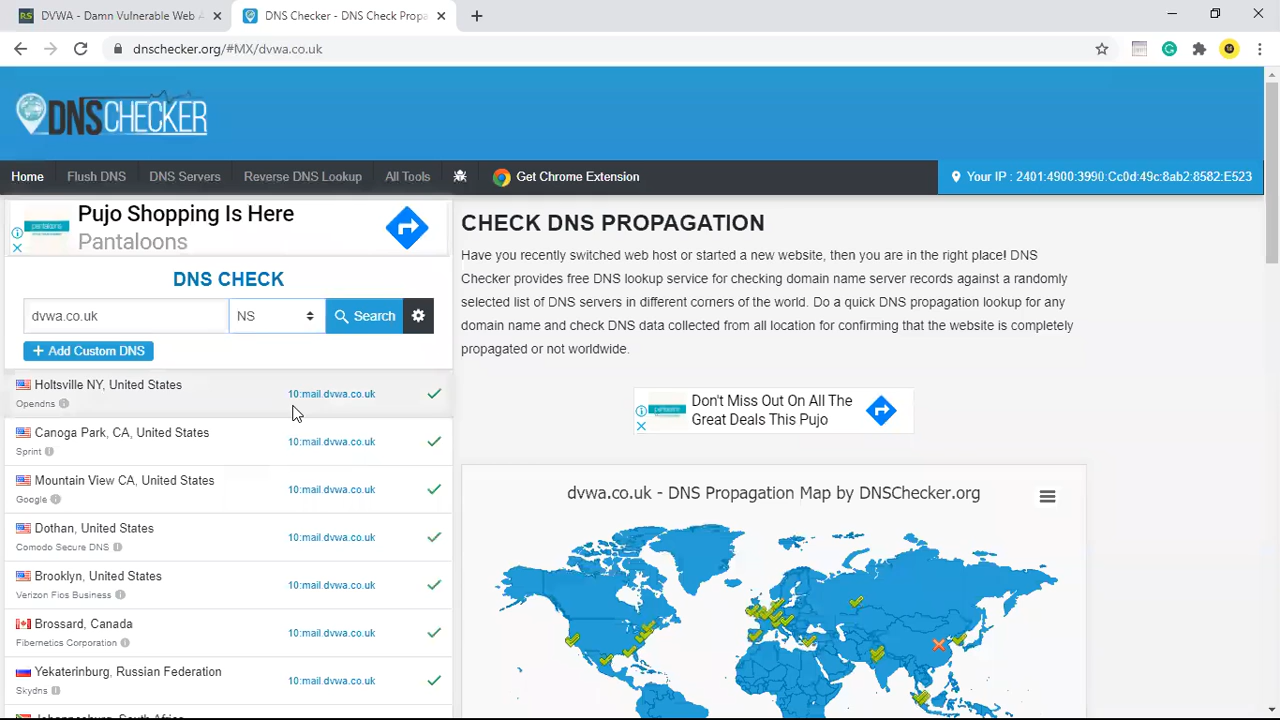 DVWA - Damn Vulnerable Web A
DNS Checker - DNS Check Propa
dnschecker.org/#MX/dvwa.co.uk
DNSCHECKER
Home Flush DNS DNS Servers Reverse DNS Lookup All Tools Get Chrome Extension Your IP : 2401:4900:3990:Cc0d:49c:8ab2:8582:E523
Pujo Shopping Is Here
Pantaloons
DNS CHECK
dvwa.co.uk NS Search
+ Add Custom DNS
Holtsville NY, United States 10:mail.dvwa.co.uk
Opendns
Canoga Park, CA, United States 10:mail.dvwa.co.uk
Sprint
Mountain View CA, United States 10:mail.dvwa.co.uk
Google
Dothan, United States 10:mail.dvwa.co.uk
Comodo Secure DNS
Brooklyn, United States 10:mail.dvwa.co.uk
Verizon Fios Business
Brossard, Canada 10:mail.dvwa.co.uk
Fibernetics Corporation
Yekaterinburg, Russian Federation 10:mail.dvwa.co.uk
Skydns
Johannesburg, South Africa
CHECK DNS PROPAGATION
Have you recently switched web host or started a new website, then you are in the right place! DNS
Checker provides free DNS lookup service for checking domain name server records against a randomly
selected list of DNS servers in different corners of the world. Do a quick DNS propagation lookup for any
domain name and check DNS data collected from all location for confirming that the website is completely
propagated or not worldwide.
Don't Miss Out On All The
Great Deals This Pujo
dvwa.co.uk - DNS Propagation Map by DNSChecker.org